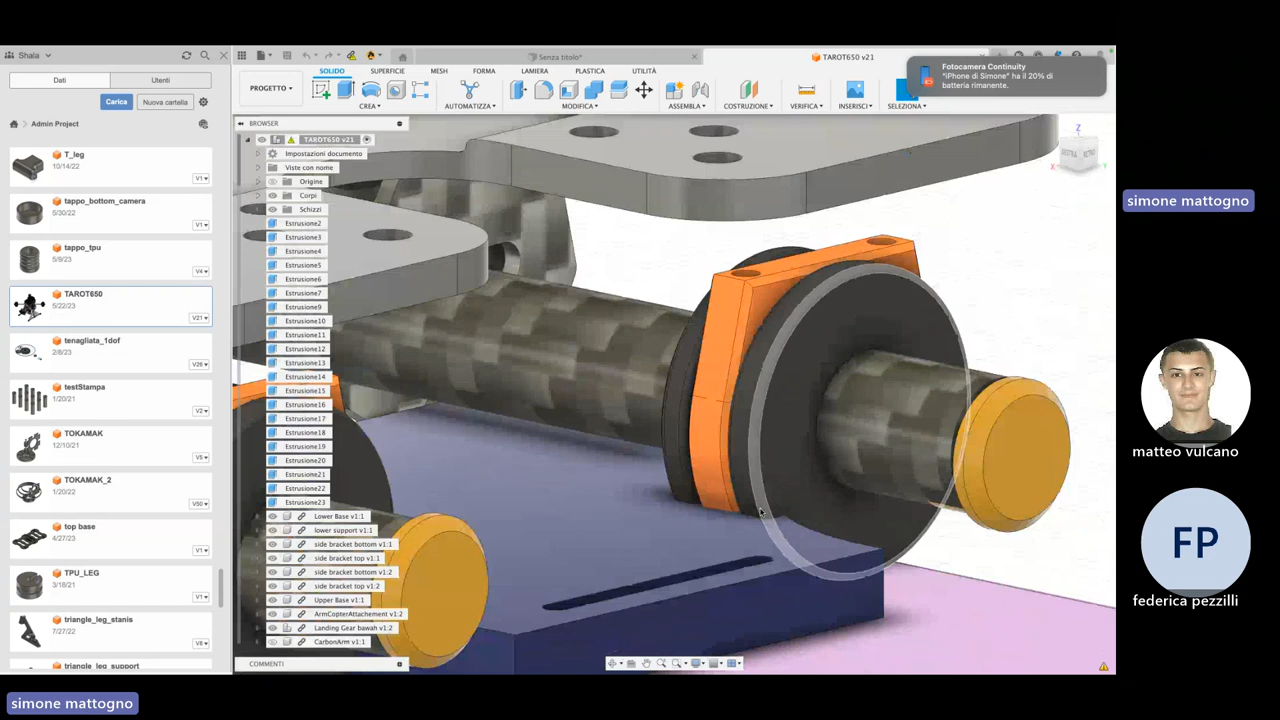 Shala
Senza titolo*
TAROT650 v21
Fotocamera Continuity
"iPhone di Simone" ha il 20% di
batteria rimanente.
Dati
Utenti
SOLIDO
SUPERFICIE
MESH
FORMA
LAMIERA
PLASTICA
UTILITÀ
PROGETTO
Carica
Nuova cartella
CREA
AUTOMATIZZA
MODIFICA
ASSEMBLA
COSTRUZIONE
VERIFICA
INSERISCI
SELEZIONA
Admin Project
T_leg
10/14/22
V1
tappo_bottom_camera
5/30/22
V1
tappo_tpu
5/9/23
V4
TAROT650
5/22/23
V21
tenagliata_1dof
2/8/23
V26
testStampa
1/20/21
V2
TOKAMAK
12/10/21
V5
TOKAMAK_2
1/20/22
V50
top base
4/27/23
V1
TPU_LEG
3/18/21
V1
triangle_leg_stanis
7/27/22
V8
triangle_leg_support
BROWSER
TAROT650 v21
Impostazioni documento
Viste con nome
Origine
Corpi
Schizzi
Estrusione2
Estrusione3
Estrusione4
Estrusione5
Estrusione6
Estrusione7
Estrusione9
Estrusione10
Estrusione11
Estrusione12
Estrusione13
Estrusione14
Estrusione15
Estrusione16
Estrusione17
Estrusione18
Estrusione19
Estrusione20
Estrusione21
Estrusione22
Estrusione23
Lower Base v1:1
lower support v1:1
side bracket bottom v1:1
side bracket top v1:1
side bracket bottom v1:2
side bracket top v1:2
Upper Base v1:1
ArmCopterAttachement v1:2
Landing Gear bawah v1:2
CarbonArm v1:1
COMMENTI
Z
DESTRA
RETRO
X
Y
simone mattogno
matteo vulcano
FP
federica pezzilli
simone mattogno